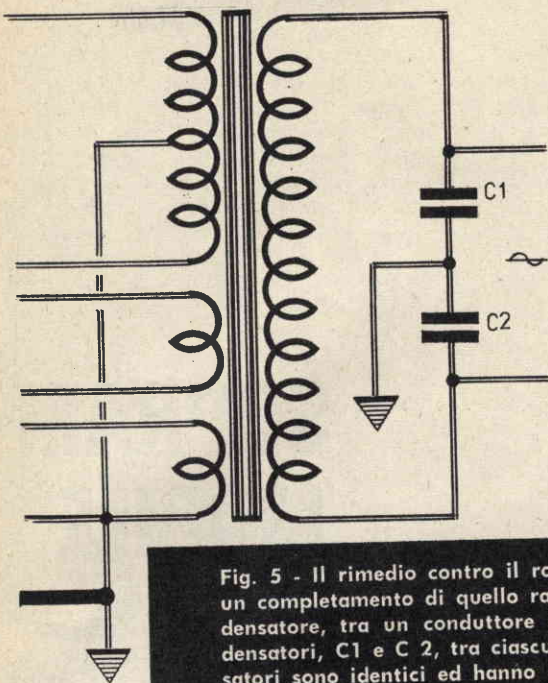 C1
C2
Fig. 5 - Il rimedio contro il
un completamento di quello
densatore, tra un conduttore
densatori, C1 e C 2, tra
satori sono identici ed hanno